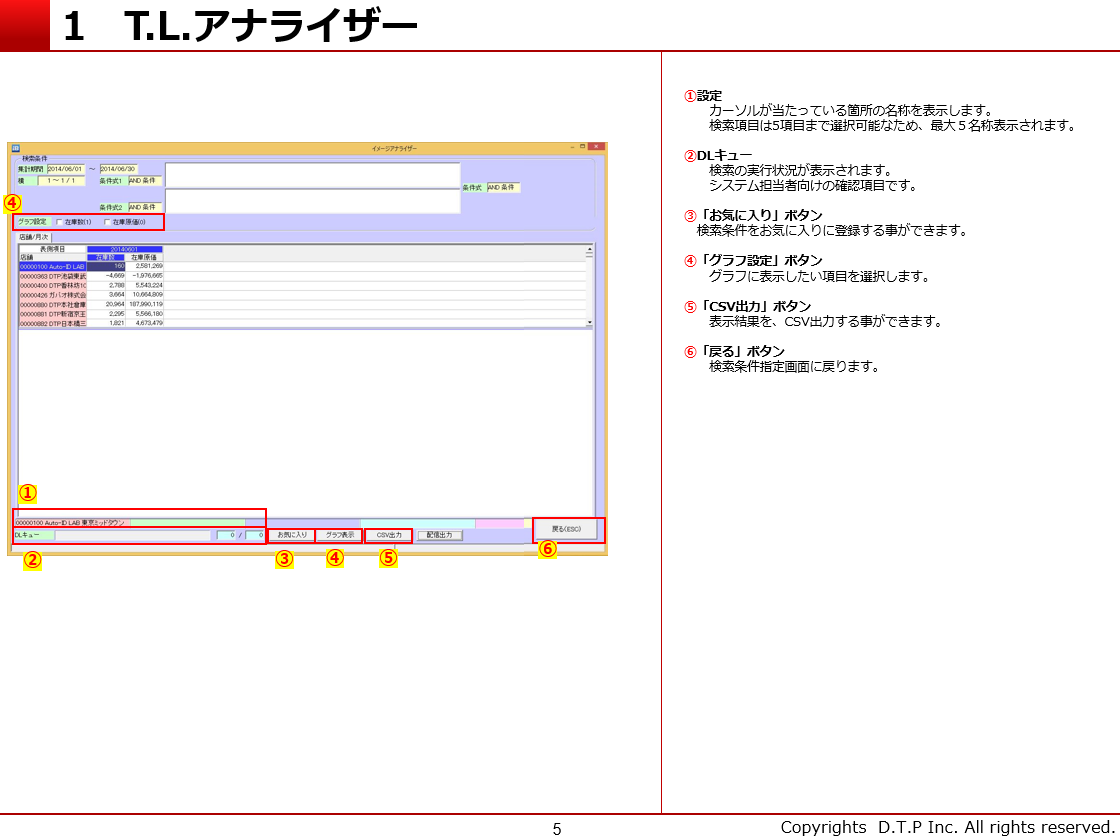 1 T.L.アナライザー
イメージアナライザー
検索条件
集計期間 2014/06/01 ～ 2014/06/30
横 1 ～ 1 / 1 条件式1 AND 条件
条件式 AND 条件
条件式2 AND 条件
④
グラフ設定 在庫数(1) 在庫原価(0)
店舗/月次
表側項目 20140601
店舗 在庫数 在庫原価
00000100 Auto-ID LAB 160 2,581,269
00000363 DTP池袋東武 -4,669 -1,976,665
00000400 DTP香林坊1C 2,788 5,543,224
00000426 ガバオ株式会 3,664 10,664,809
00000880 DTP本社倉庫 20,964 187,990,119
00000881 DTP新宿京王 2,295 5,566,180
00000882 DTP日本橋三 1,821 4,673,479
①
00000100 Auto-ID LAB 東京ミッドタウン
DLキュー 0 / 0 お気に入り グラフ表示 CSV出力 配信出力 戻る(ESC)
② ③ ④ ⑤ ⑥
①設定
カーソルが当たっている箇所の名称を表示します。
検索項目は5項目まで選択可能なため、最大５名称表示されます。
②DLキュー
検索の実行状況が表示されます。
システム担当者向けの確認項目です。
③「お気に入り」ボタン
検索条件をお気に入りに登録する事ができます。
④「グラフ設定」ボタン
グラフに表示したい項目を選択します。
⑤「CSV出力」ボタン
表示結果を、CSV出力する事ができます。
⑥「戻る」ボタン
検索条件指定画面に戻ります。
5
Copyrights D.T.P Inc. All rights reserved.